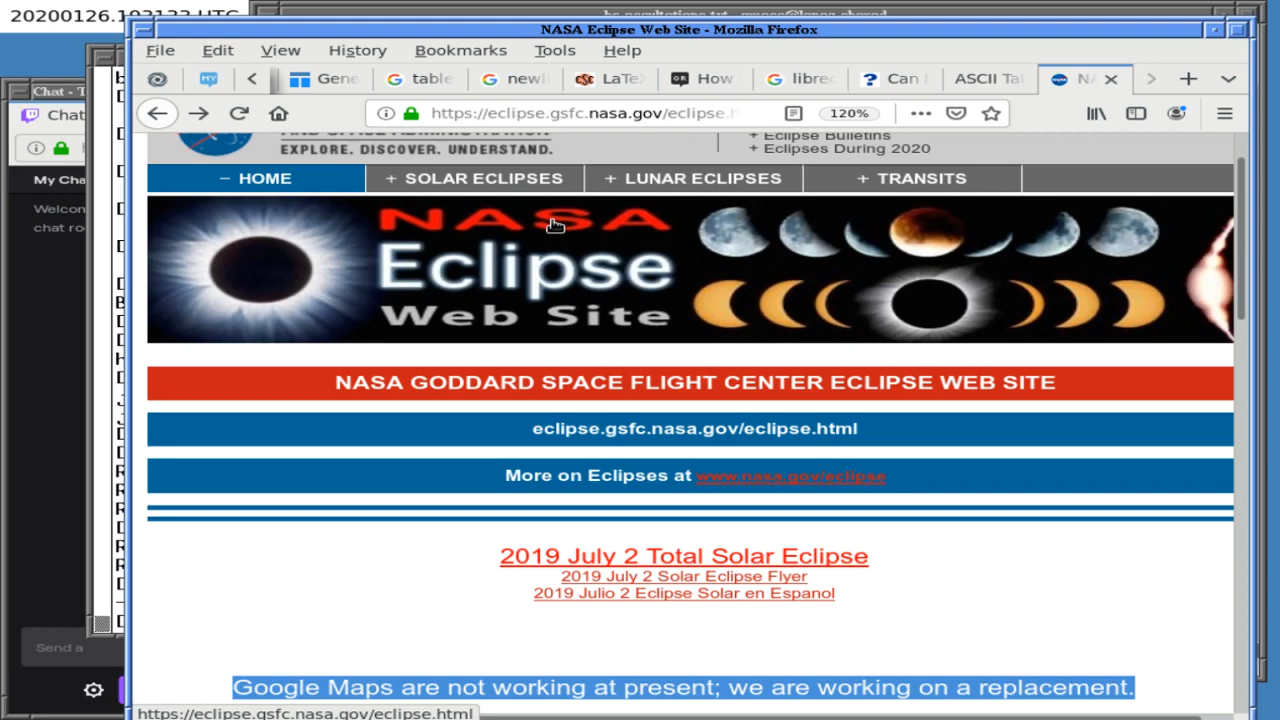 20200126.193133 UTC
NASA Eclipse Web Site - Mozilla Firefox
File Edit View History Bookmarks Tools Help
Gene table newli LaTeX How librec Can I ASCII Tab NA
https://eclipse.gsfc.nasa.gov/eclipse.h 120%
Chat - T
Chat
My Cha
Welcon
chat ro
Send a
EXPLORE. DISCOVER. UNDERSTAND.
+ Eclipse Bulletins
+ Eclipses During 2020
− HOME + SOLAR ECLIPSES + LUNAR ECLIPSES + TRANSITS
NASA
Eclipse
Web Site
NASA GODDARD SPACE FLIGHT CENTER ECLIPSE WEB SITE
eclipse.gsfc.nasa.gov/eclipse.html
More on Eclipses at www.nasa.gov/eclipse
2019 July 2 Total Solar Eclipse
2019 July 2 Solar Eclipse Flyer
2019 Julio 2 Eclipse Solar en Espanol
Google Maps are not working at present; we are working on a replacement.
https://eclipse.gsfc.nasa.gov/eclipse.html